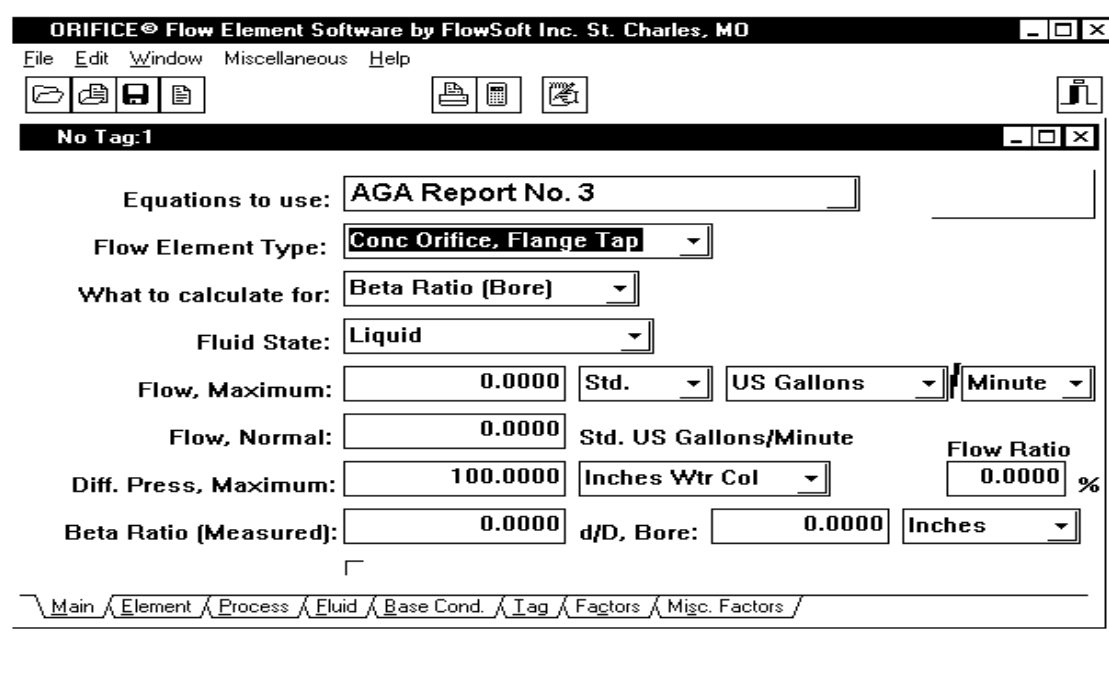 ORIFICE© Flow Element Software by FlowSoft Inc. St. Charles, MO
File Edit Window Miscellaneous Help
No Tag:1
Equations to use: AGA Report No. 3
Flow Element Type: Conc Orifice, Flange Tap
What to calculate for: Beta Ratio (Bore)
Fluid State: Liquid
Flow, Maximum: 0.0000 Std. US Gallons / Minute
Flow, Normal: 0.0000 Std. US Gallons/Minute
Flow Ratio
Diff. Press, Maximum: 100.0000 Inches Wtr Col 0.0000 %
Beta Ratio (Measured): 0.0000 d/D, Bore: 0.0000 Inches
Main Element Process Fluid Base Cond. Tag Factors Misc. Factors